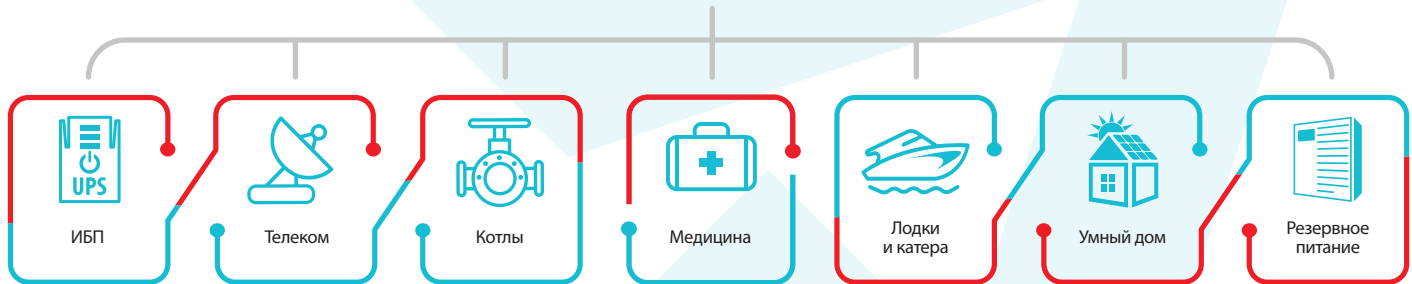 UPS
ИБП
Телеком
Котлы
Медицина
Лодки
и катера
Умный дом
Резервное
питание